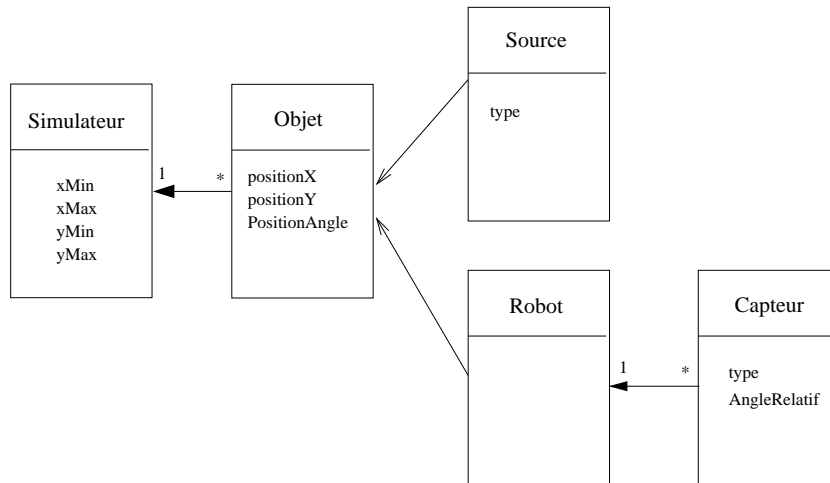 Simulateur
xMin
xMax
yMin
yMax
1
*
Objet
positionX
positionY
PositionAngle
Source
type
Robot
1
*
Capteur
type
AngleRelatif